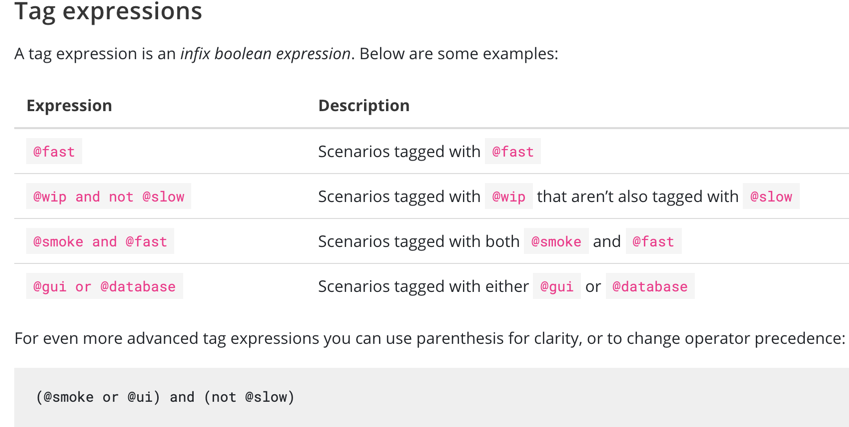 Tag expressions
A tag expression is an infix boolean expression. Below are some examples:
Expression Description
@fast Scenarios tagged with @fast
@wip and not @slow Scenarios tagged with @wip that aren’t also tagged with @slow
@smoke and @fast Scenarios tagged with both @smoke and @fast
@gui or @database Scenarios tagged with either @gui or @database
For even more advanced tag expressions you can use parenthesis for clarity, or to change operator precedence:
(@smoke or @ui) and (not @slow)